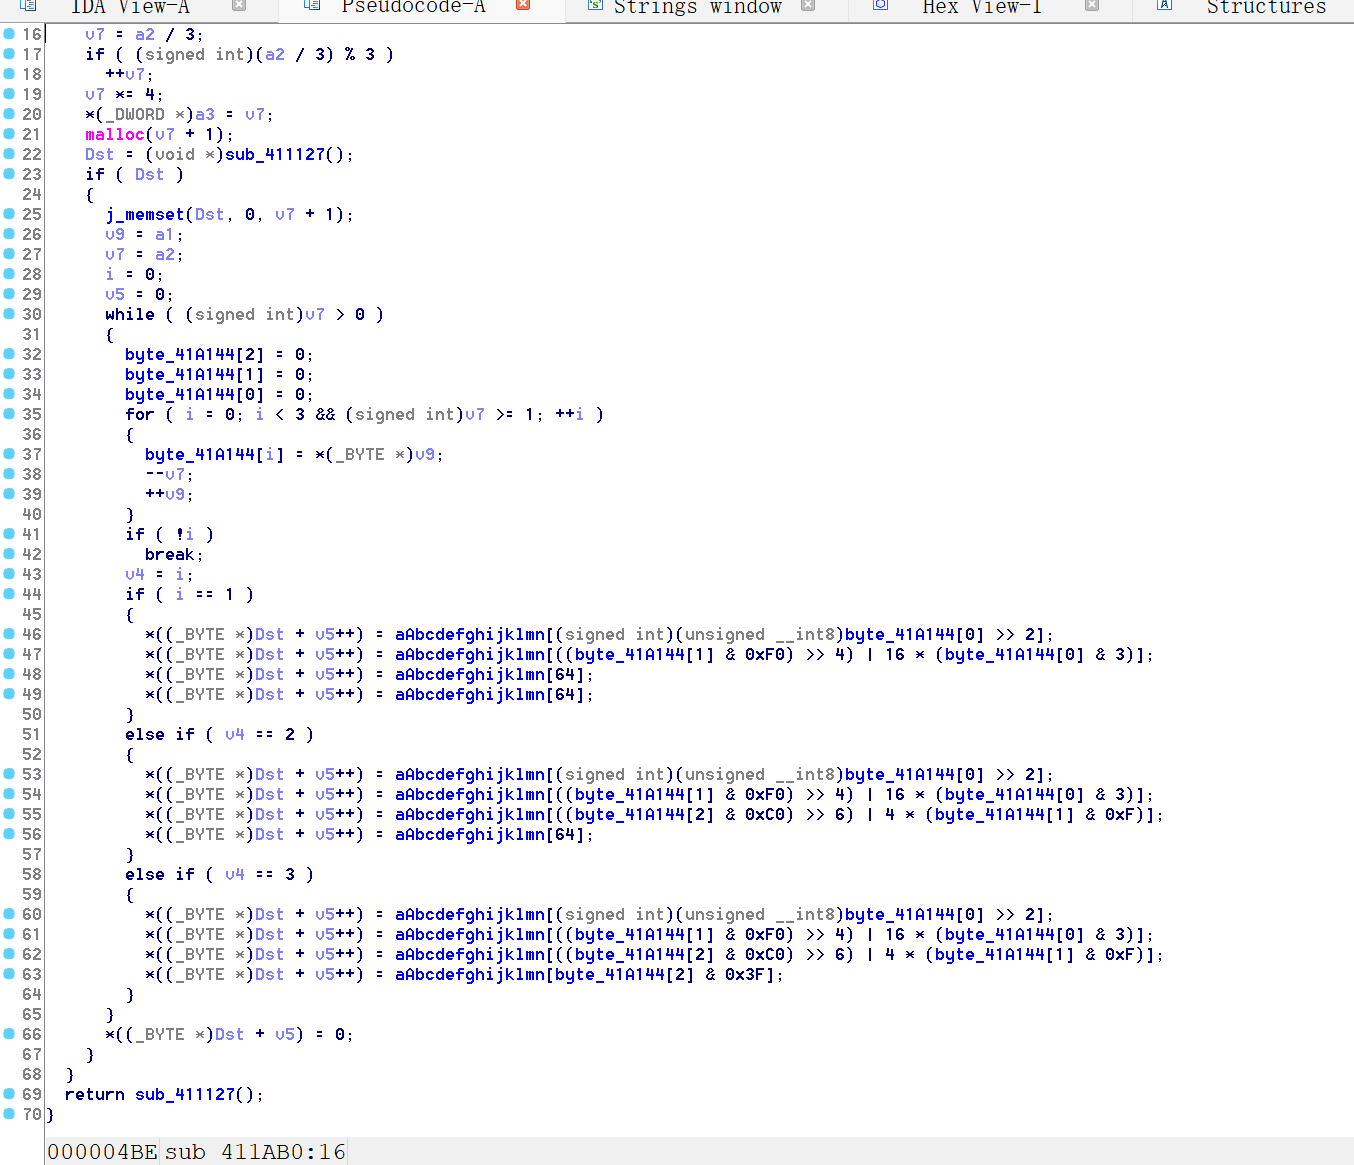 IDA View-A Pseudocode-A Strings window Hex View-1 Structures
16 v7 = a2 / 3;
17 if ( (signed int)(a2 / 3) % 3 )
18 ++v7;
19 v7 *= 4;
20 *(_DWORD *)a3 = v7;
21 malloc(v7 + 1);
22 Dst = (void *)sub_411127();
23 if ( Dst )
24 {
25 j_memset(Dst, 0, v7 + 1);
26 v9 = a1;
27 v7 = a2;
28 i = 0;
29 v5 = 0;
30 while ( (signed int)v7 > 0 )
31 {
32 byte_41A144[2] = 0;
33 byte_41A144[1] = 0;
34 byte_41A144[0] = 0;
35 for ( i = 0; i < 3 && (signed int)v7 >= 1; ++i )
36 {
37 byte_41A144[i] = *(_BYTE *)v9;
38 --v7;
39 ++v9;
40 }
41 if ( !i )
42 break;
43 v4 = i;
44 if ( i == 1 )
45 {
46 *((_BYTE *)Dst + v5++) = aAbcdefghijklmn[(signed int)(unsigned __int8)byte_41A144[0] >> 2];
47 *((_BYTE *)Dst + v5++) = aAbcdefghijklmn[((byte_41A144[1] & 0xF0) >> 4) | 16 * (byte_41A144[0] & 3)];
48 *((_BYTE *)Dst + v5++) = aAbcdefghijklmn[64];
49 *((_BYTE *)Dst + v5++) = aAbcdefghijklmn[64];
50 }
51 else if ( v4 == 2 )
52 {
53 *((_BYTE *)Dst + v5++) = aAbcdefghijklmn[(signed int)(unsigned __int8)byte_41A144[0] >> 2];
54 *((_BYTE *)Dst + v5++) = aAbcdefghijklmn[((byte_41A144[1] & 0xF0) >> 4) | 16 * (byte_41A144[0] & 3)];
55 *((_BYTE *)Dst + v5++) = aAbcdefghijklmn[((byte_41A144[2] & 0xC0) >> 6) | 4 * (byte_41A144[1] & 0xF)];
56 *((_BYTE *)Dst + v5++) = aAbcdefghijklmn[64];
57 }
58 else if ( v4 == 3 )
59 {
60 *((_BYTE *)Dst + v5++) = aAbcdefghijklmn[(signed int)(unsigned __int8)byte_41A144[0] >> 2];
61 *((_BYTE *)Dst + v5++) = aAbcdefghijklmn[((byte_41A144[1] & 0xF0) >> 4) | 16 * (byte_41A144[0] & 3)];
62 *((_BYTE *)Dst + v5++) = aAbcdefghijklmn[((byte_41A144[2] & 0xC0) >> 6) | 4 * (byte_41A144[1] & 0xF)];
63 *((_BYTE *)Dst + v5++) = aAbcdefghijklmn[byte_41A144[2] & 0x3F];
64 }
65 }
66 *((_BYTE *)Dst + v5) = 0;
67 }
68 }
69 return sub_411127();
70 }
000004BE sub 411AB0:16